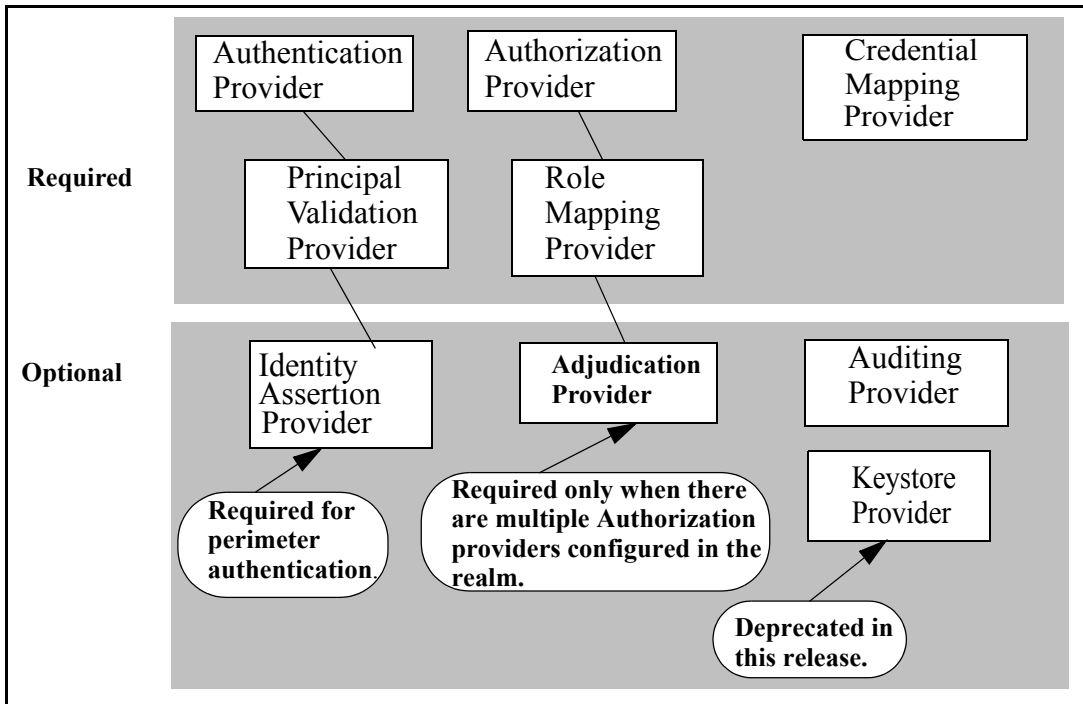 Required
Authentication
Provider
Authorization
Provider
Credential
Mapping
Provider
Principal
Validation
Provider
Role
Mapping
Provider
Optional
Identity
Assertion
Provider
Adjudication
Provider
Auditing
Provider
Keystore
Provider
Required for
perimeter
authentication.
Required only when there
are multiple Authorization
providers configured in the
realm.
Deprecated in
this release.